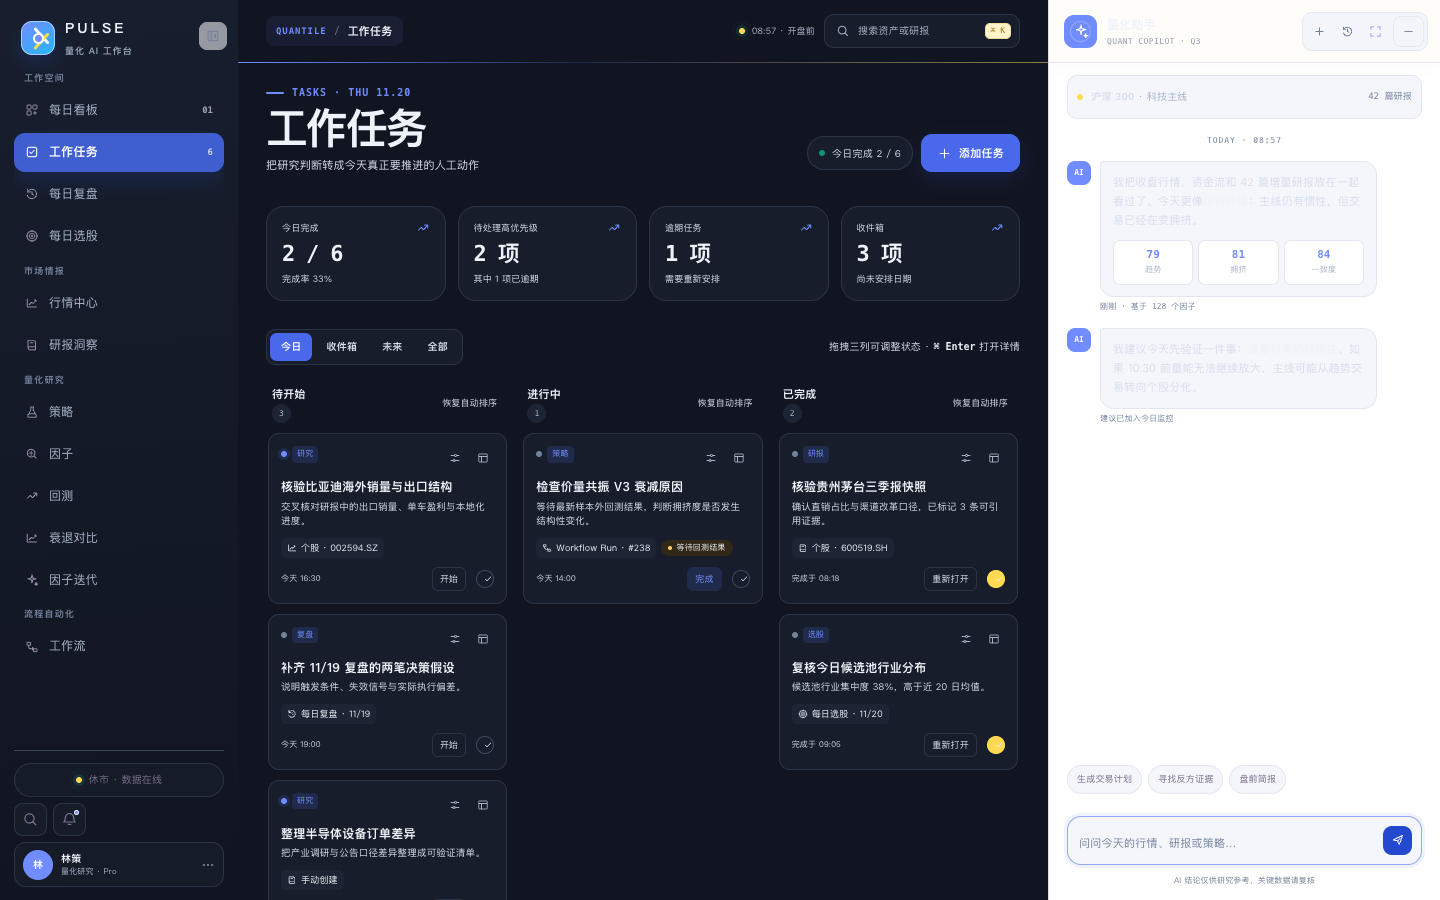 PULSE
量化 AI 工作台
工作空间
每日看板 01
工作任务 6
每日复盘
每日选股
市场情报
行情中心
研报洞察
量化研究
策略
因子
回测
衰退对比
因子迭代
流程自动化
工作流
休市 · 数据在线
林
林策
量化研究 · Pro
QUANTILE / 工作任务
08:57 · 开盘前
搜索资产或研报
⌘ K
TASKS · THU 11.20
工作任务
把研究判断转成今天真正要推进的人工动作
今日完成 2 / 6
添加任务
今日完成
2 / 6
完成率 33%
待处理高优先级
2 项
其中 1 项已逾期
逾期任务
1 项
需要重新安排
收件箱
3 项
尚未安排日期
今日 收件箱 未来 全部
拖拽三列可调整状态 · ⌘ Enter 打开详情
待开始
3
恢复自动排序
研究
核验比亚迪海外销量与出口结构
交叉核对研报中的出口销量、单车盈利与本地化
进度。
个股 · 002594.SZ
今天 16:30
开始
复盘
补齐 11/19 复盘的两笔决策假设
说明触发条件、失效信号与实际执行偏差。
每日复盘 · 11/19
今天 19:00
开始
研究
整理半导体设备订单差异
把产业调研与公告口径差异整理成可验证清单。
手动创建
进行中
1
恢复自动排序
策略
检查价量共振 V3 衰减原因
等待最新样本外回测结果，判断拥挤度是否发生
结构性变化。
Workflow Run · #238
等待回测结果
今天 14:00
完成
已完成
2
恢复自动排序
研报
核验贵州茅台三季报快照
确认直销占比与渠道改革口径，已标记 3 条可引
用证据。
个股 · 600519.SH
完成于 08:18
重新打开
选股
复核今日候选池行业分布
候选池行业集中度 38%，高于近 20 日均值。
每日选股 · 11/20
完成于 09:05
重新打开
量化助手
QUANT COPILOT · Q3
沪深 300 · 科技主线
42 篇研报
TODAY · 08:57
AI
我把收盘行情、资金流和 42 篇增量研报放在一起
看过了。今天更像
主线仍有惯性，但交
易已经在变拥挤。
79
趋势
81
拥挤
84
一致度
刚刚 · 基于 128 个因子
AI
我建议今天先验证一件事：
。如
果 10:30 前量能无法继续放大，主线可能从趋势交
易转向个股分化。
建议已加入今日监控
生成交易计划
寻找反方证据
盘前简报
问问今天的行情、研报或策略...
AI 结论仅供研究参考，关键数据请复核